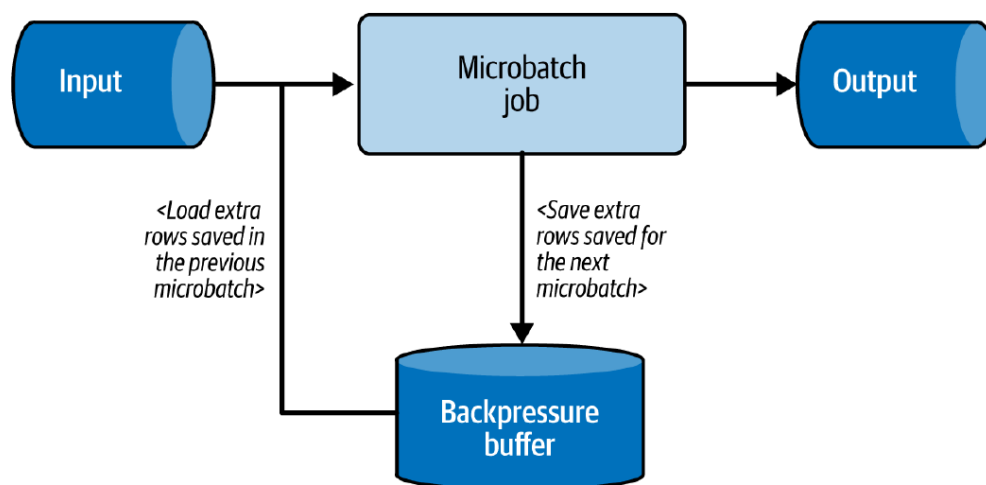 Input
Microbatch
job
Output
<Load extra
rows saved in
the previous
microbatch>
<Save extra
rows saved for
the next
microbatch>
Backpressure
buffer